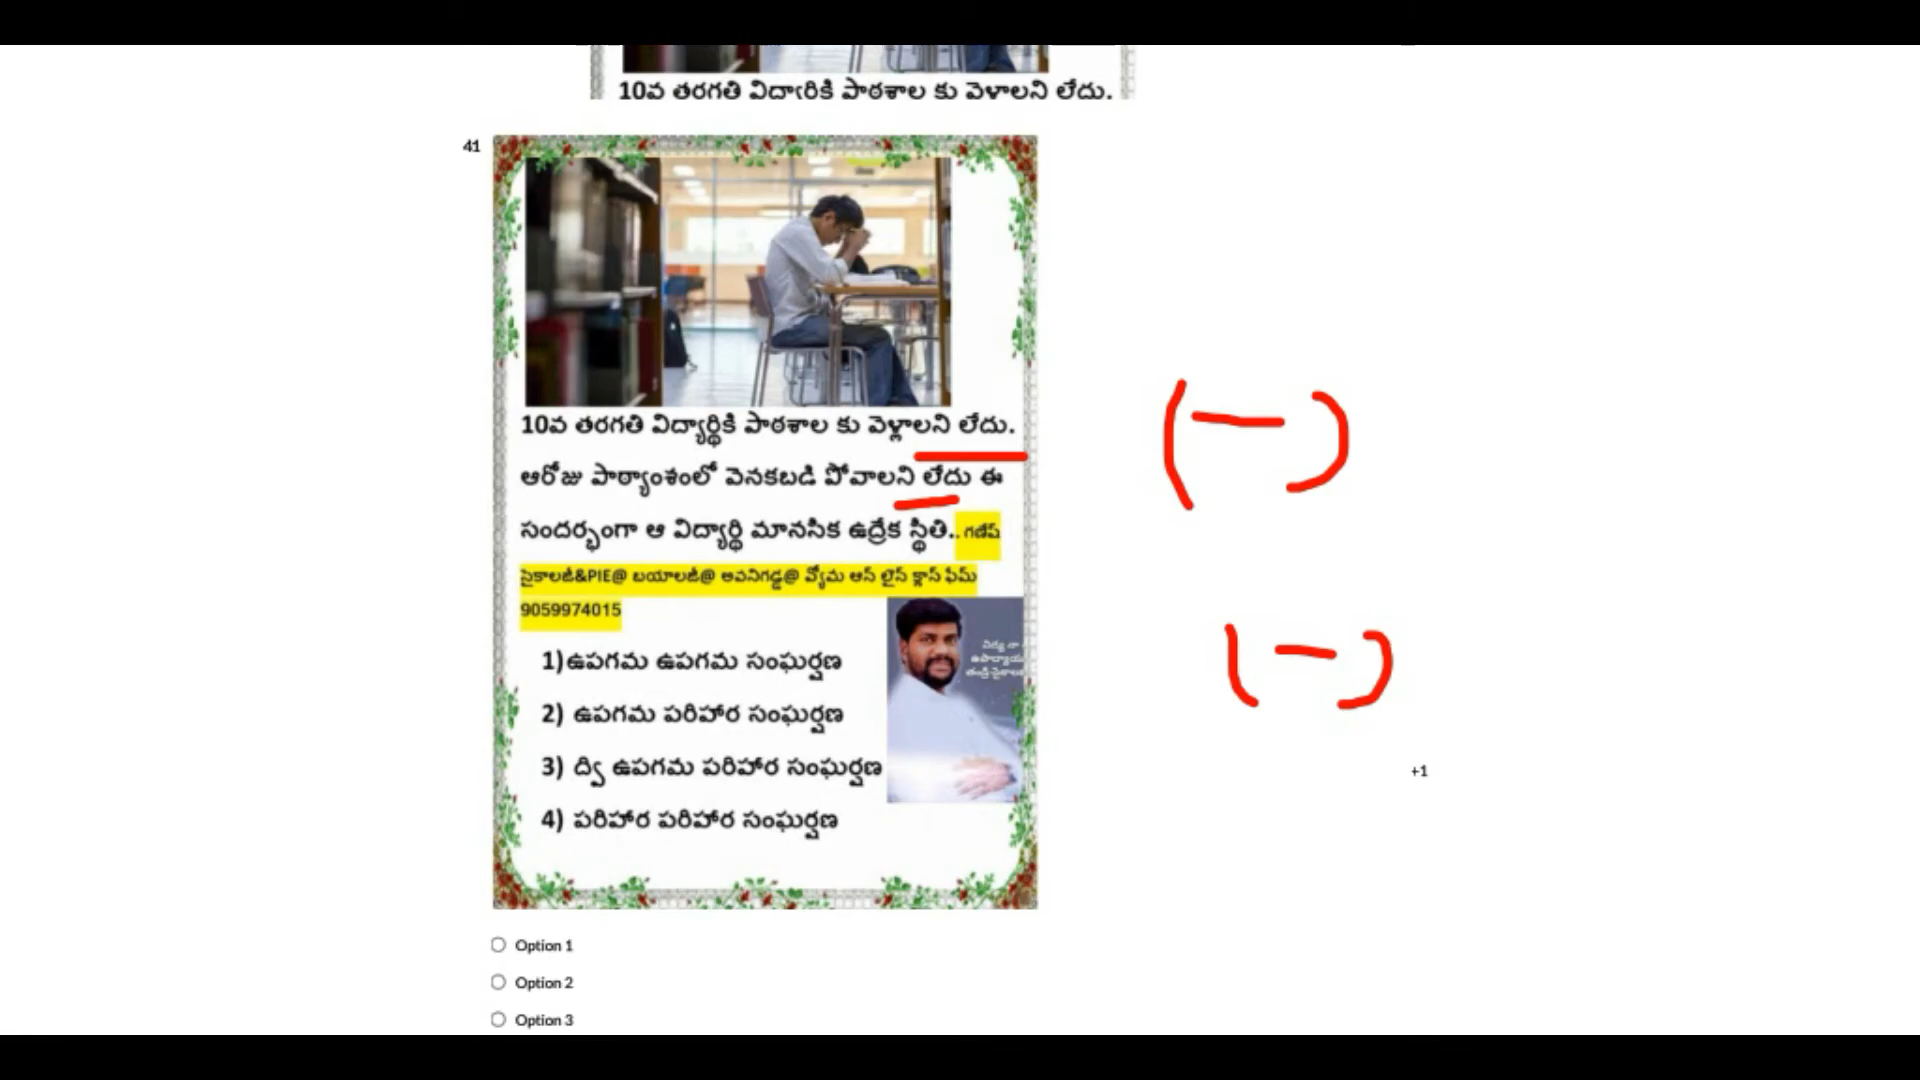 10వ తరగతి విద్యార్థికి పాఠశాల కు వెళ్లాలని లేదు.
41
10వ తరగతి విద్యార్థికి పాఠశాల కు వెళ్లాలని లేదు.
ఆరోజు పాఠ్యాంశంలో వెనకబడి పోవాలని లేదు ఈ
సందర్భంగా ఆ విద్యార్థి మానసిక ఉద్రేక స్థితి.. గణేష్
సైకాలజీ&PIE@ బయాలజీ@ అవనిగడ్డ@ వ్యోమ ఆన్ లైన్ క్లాస్ ఫేమ్
9059974015
విద్య నా
1)ఉపగమ ఉపగమ సంఘర్షణ
2) ఉపగమ పరిహార సంఘర్షణ
3) ద్వి ఉపగమ పరిహార సంఘర్షణ
4) పరిహార పరిహార సంఘర్షణ
(-)
(-)
+1
Option 1
Option 2
Option 3